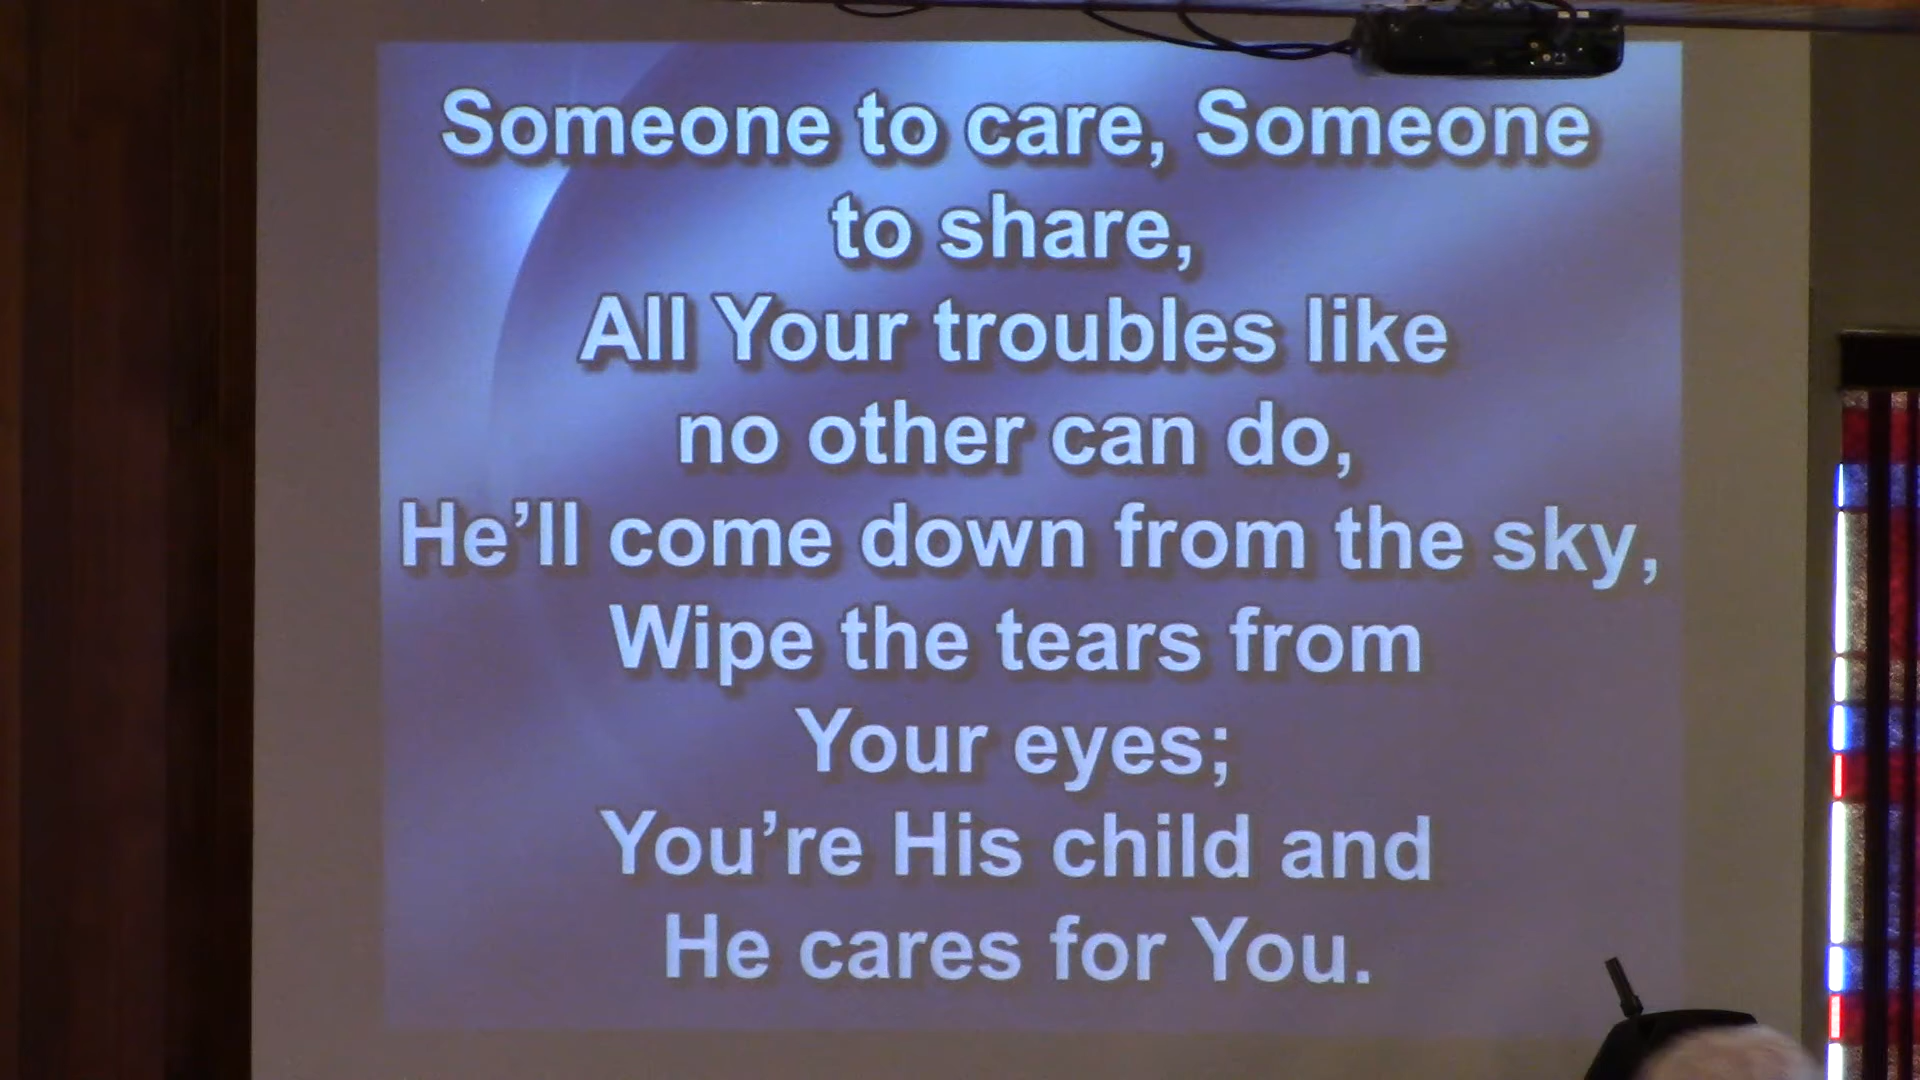 Someone to care, Someone
to share,
All Your troubles like
no other can do,
He’ll come down from the sky,
Wipe the tears from
Your eyes;
You’re His child and
He cares for You.